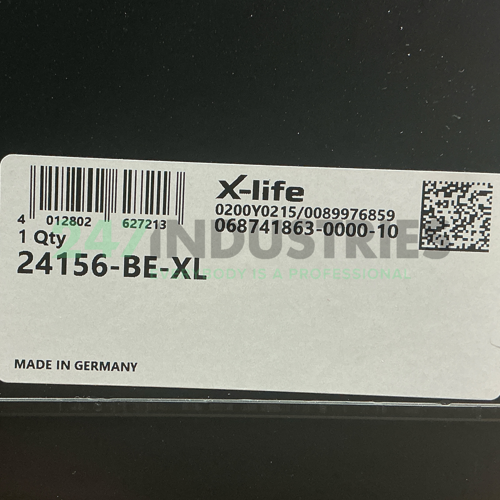 X-life
0200Y0215/0089976859
068741863-0000-10
4 012802 627213
1 Qty
247INDUSTRIES
24156-BE-XL
MADE IN GERMANY